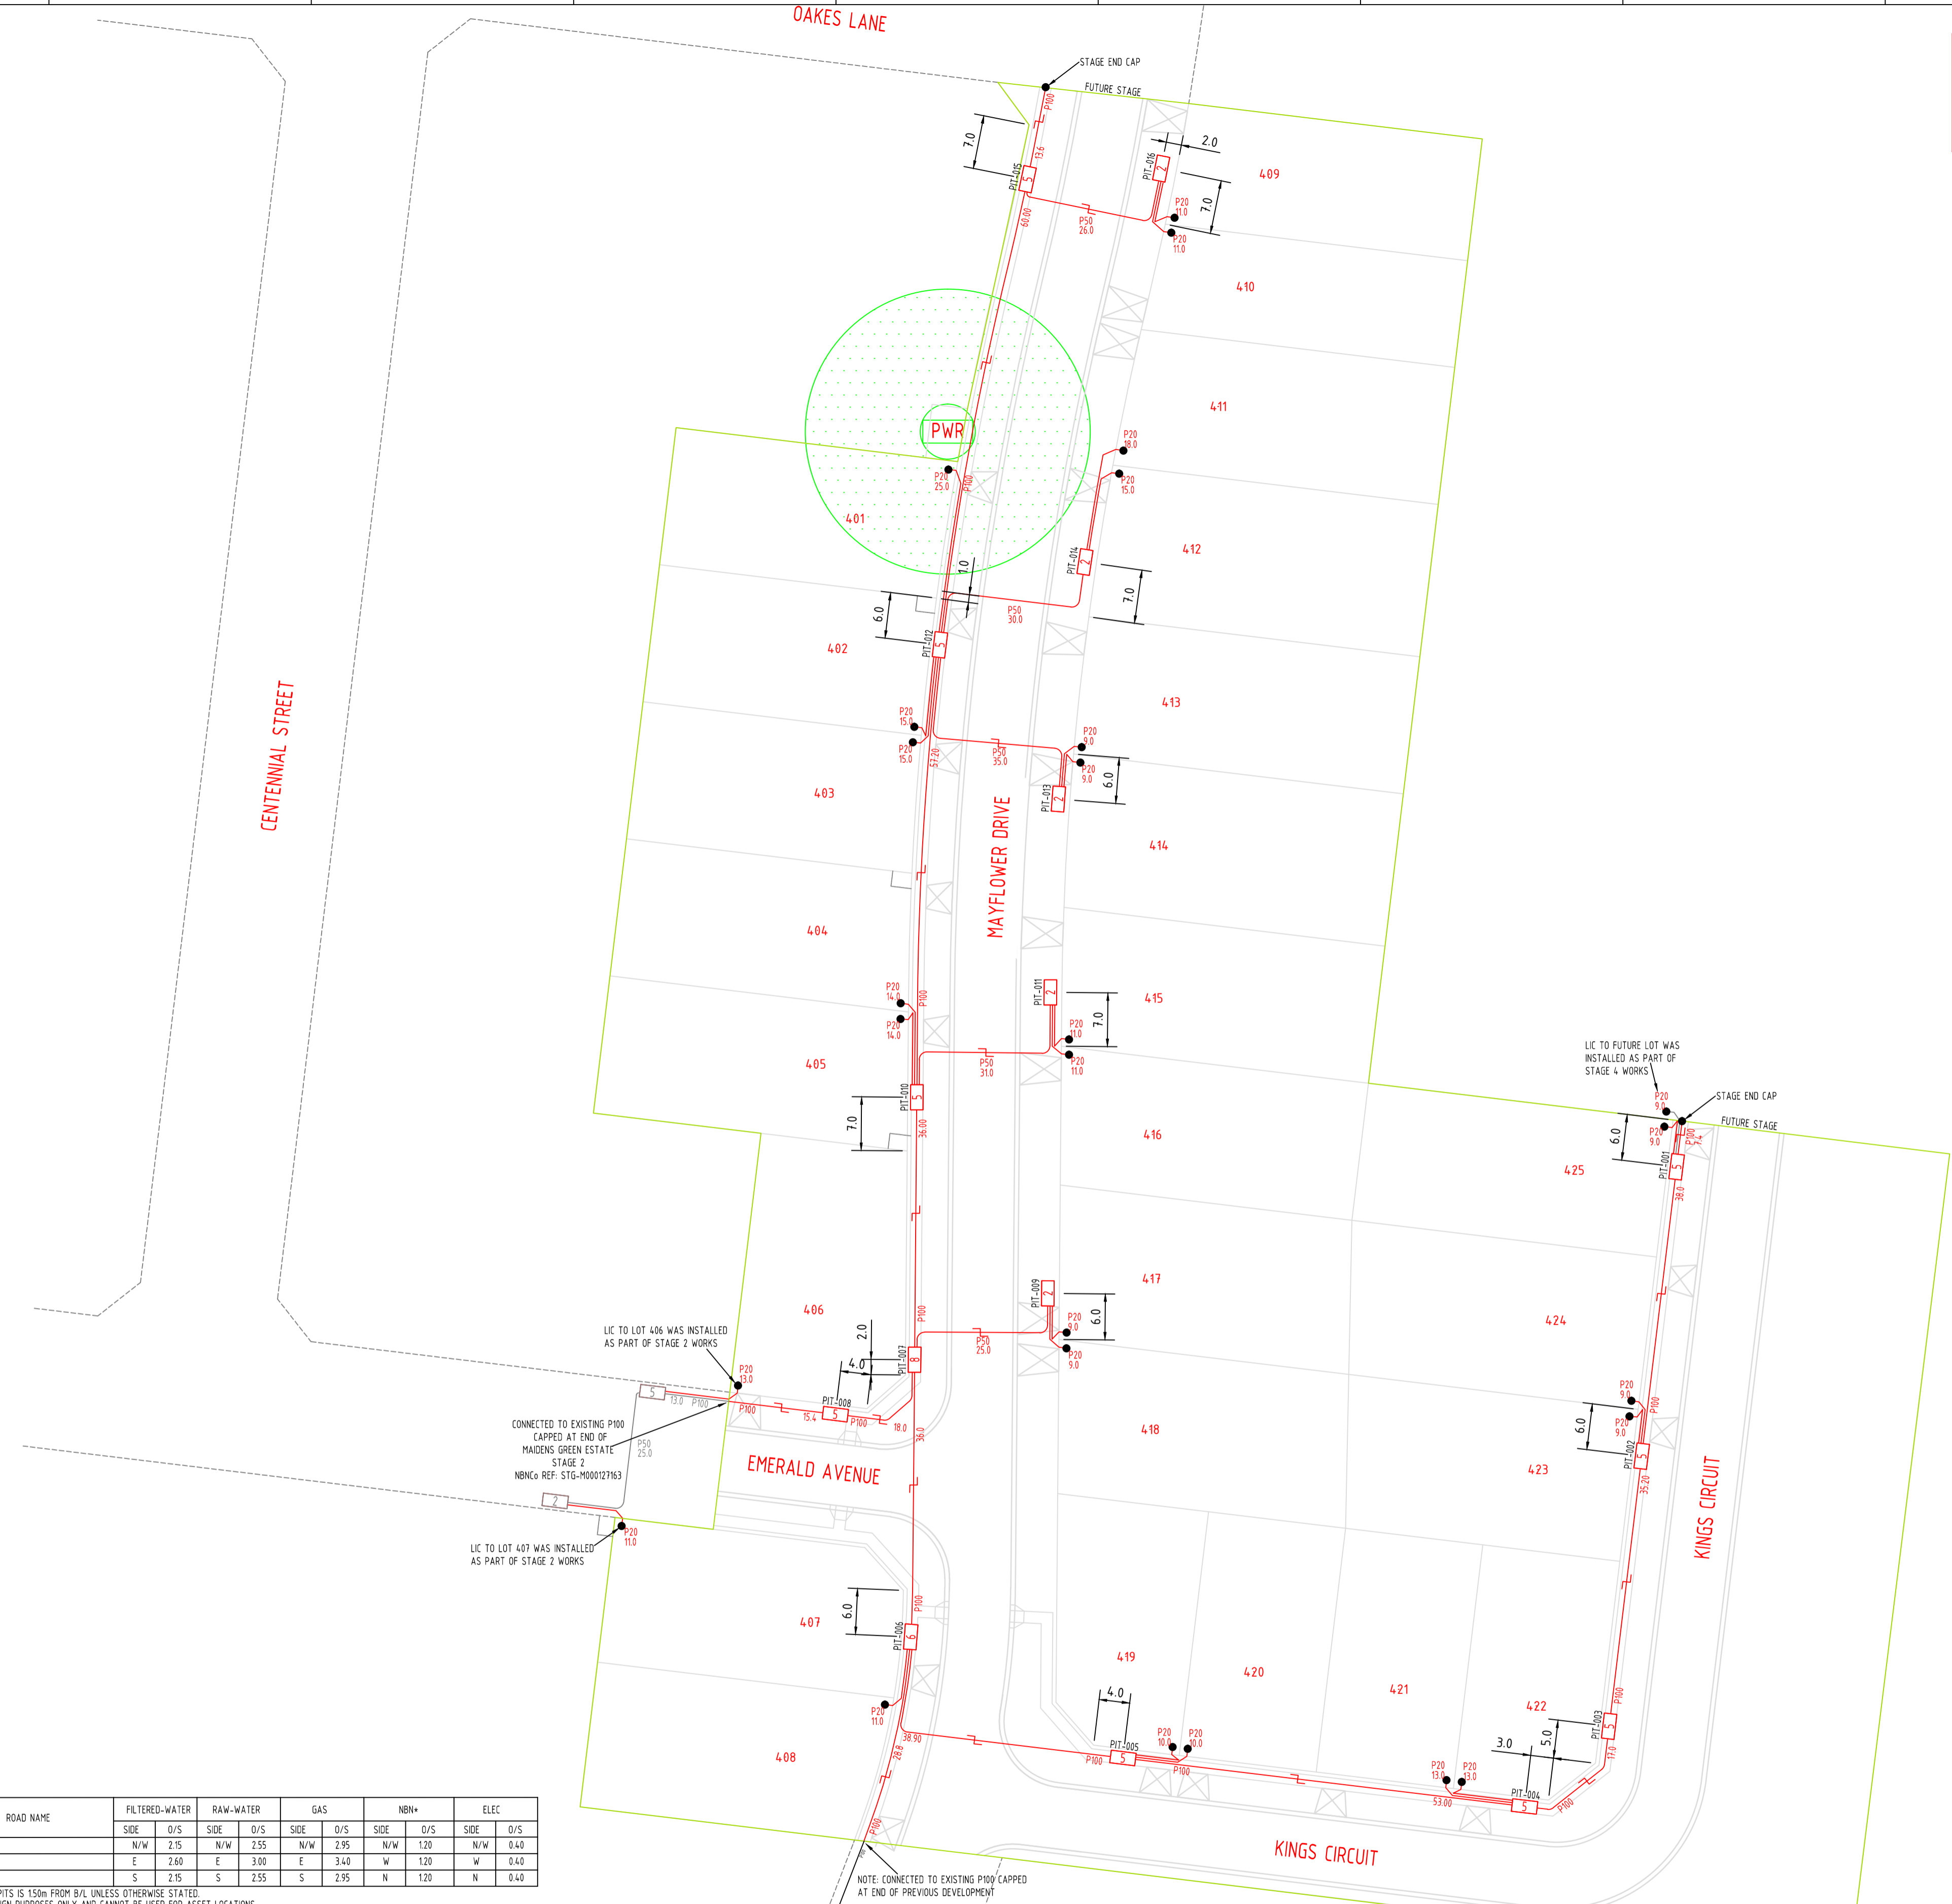 OAKES LANE
STAGE END CAP
FUTURE STAGE
P100
7.0
13.6
PIT-015
5
60.00
P50
26.0
PIT-016
2
2.0
7.0
P20
11.0
P20
11.0
409
410
411
PWR
P20
25.0
P100
401
P20
18.0
P20
15.0
412
PIT-014
2
7.0
1.0
6.0
P50
30.0
PIT-012
5
402
413
P20
15.0
P20
15.0
57.20
P50
35.0
P20
9.0
P20
9.0
6.0
PIT-013
2
CENTENNIAL STREET
403
MAYFLOWER DRIVE
414
404
P20
14.0
P20
14.0
P100
PIT-011
2
7.0
415
P20
11.0
P20
11.0
P50
31.0
405
PIT-010
5
7.0
36.00
416
LIC TO FUTURE LOT WAS
INSTALLED AS PART OF
STAGE 4 WORKS
P20
9.0
P20
9.0
STAGE END CAP
FUTURE STAGE
P100
7.4
6.0
PIT-001
5
38.0
425
406
P100
PIT-009
2
6.0
417
P20
9.0
P20
9.0
P50
25.0
424
LIC TO LOT 406 WAS INSTALLED
AS PART OF STAGE 2 WORKS
P20
13.0
2.0
4.0
PIT-007
8
PIT-008
5
5
13.0 P100
P100
15.4
P100
18.0
36.0
418
P20
9.0
P20
9.0
P100
6.0
PIT-002
5
35.20
423
CONNECTED TO EXISTING P100
CAPPED AT END OF
MAIDENS GREEN ESTATE
STAGE 2
NBNCo REF: STG-M000127163
P50
25.0
EMERALD AVENUE
KINGS CIRCUIT
2
P20
11.0
LIC TO LOT 407 WAS INSTALLED
AS PART OF STAGE 2 WORKS
407
6.0
P100
PIT-006
6
419
420
421
422
P100
PIT-003
5
P20
11.0
38.90
28.8
408
4.0
PIT-005
5
P100
P20
10.0
P20
10.0
P100
P20
13.0
P20
13.0
3.0
5.0
17.0
53.00
PIT-004
5
P100
P100
KINGS CIRCUIT
NOTE: CONNECTED TO EXISTING P100 CAPPED
AT END OF PREVIOUS DEVELOPMENT
ROAD NAME FILTERED-WATER RAW-WATER GAS NBN* ELEC
SIDE O/S SIDE O/S SIDE O/S SIDE O/S SIDE O/S
N/W 2.15 N/W 2.55 N/W 2.95 N/W 1.20 N/W 0.40
E 2.60 E 3.00 E 3.40 W 1.20 W 0.40
S 2.15 S 2.55 S 2.95 N 1.20 N 0.40
PITS IS 1.50m FROM B/L UNLESS OTHERWISE STATED.
PURPOSES ONLY AND CANNOT BE USED FOR ASSET LOCATIONS